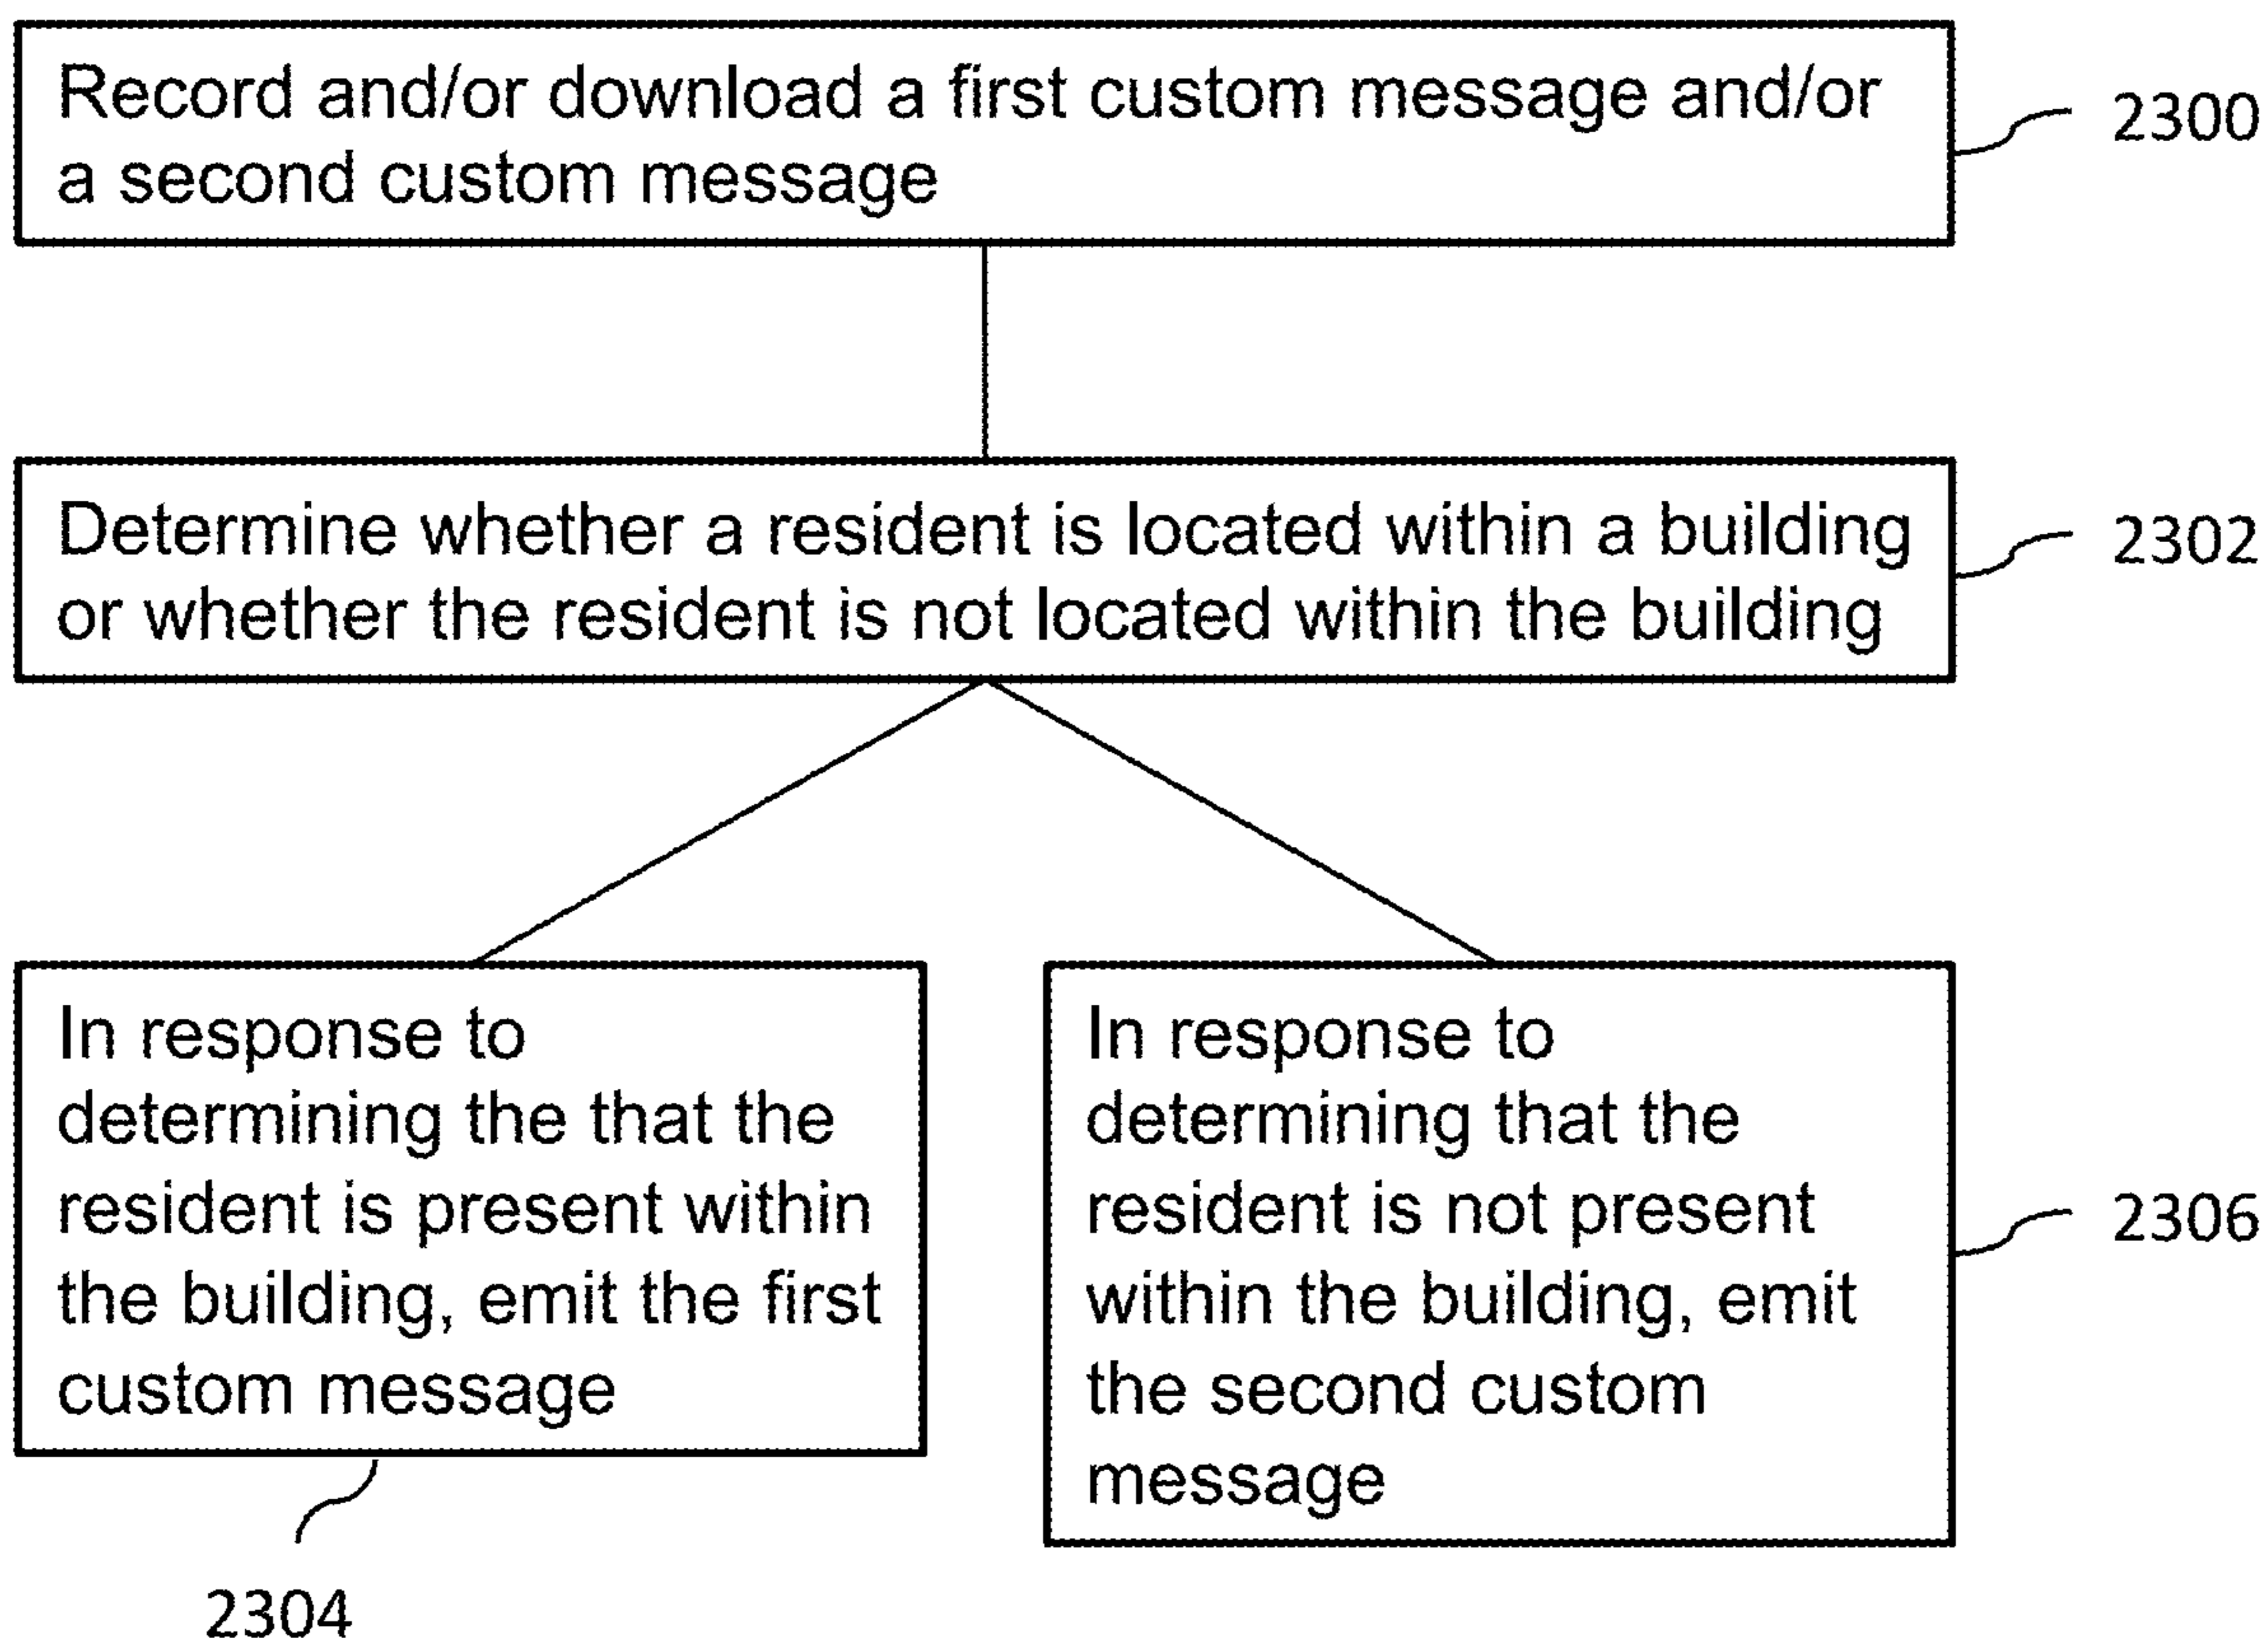 Record and/or download a first custom message and/or
a second custom message
2300
Determine whether a resident is located within a building
or whether the resident is not located within the building
2302
In response to
determining the that the
resident is present within
the building, emit the first
custom message
2304
In response to
determining that the
resident is not present
within the building, emit
the second custom
message
2306